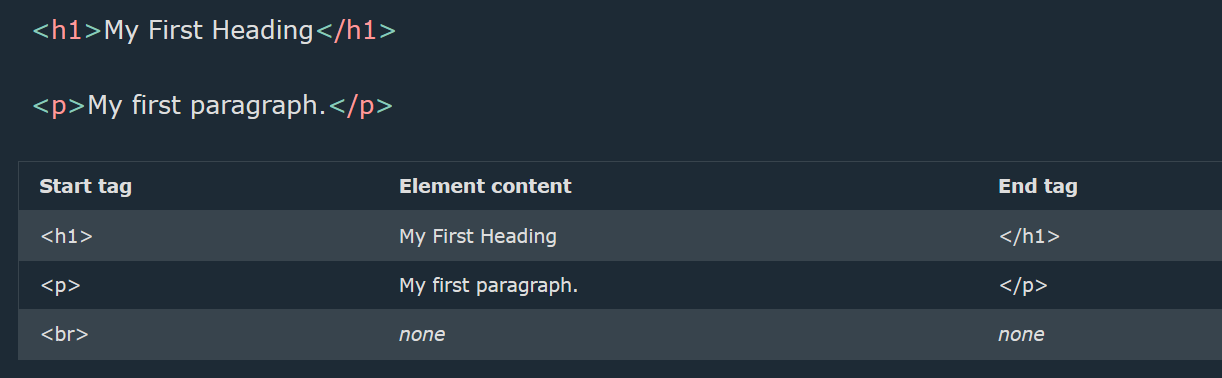 <h1>My First Heading</h1>
<p>My first paragraph.</p>
Start tag Element content End tag
<h1> My First Heading </h1>
<p> My first paragraph. </p>
<br> none none